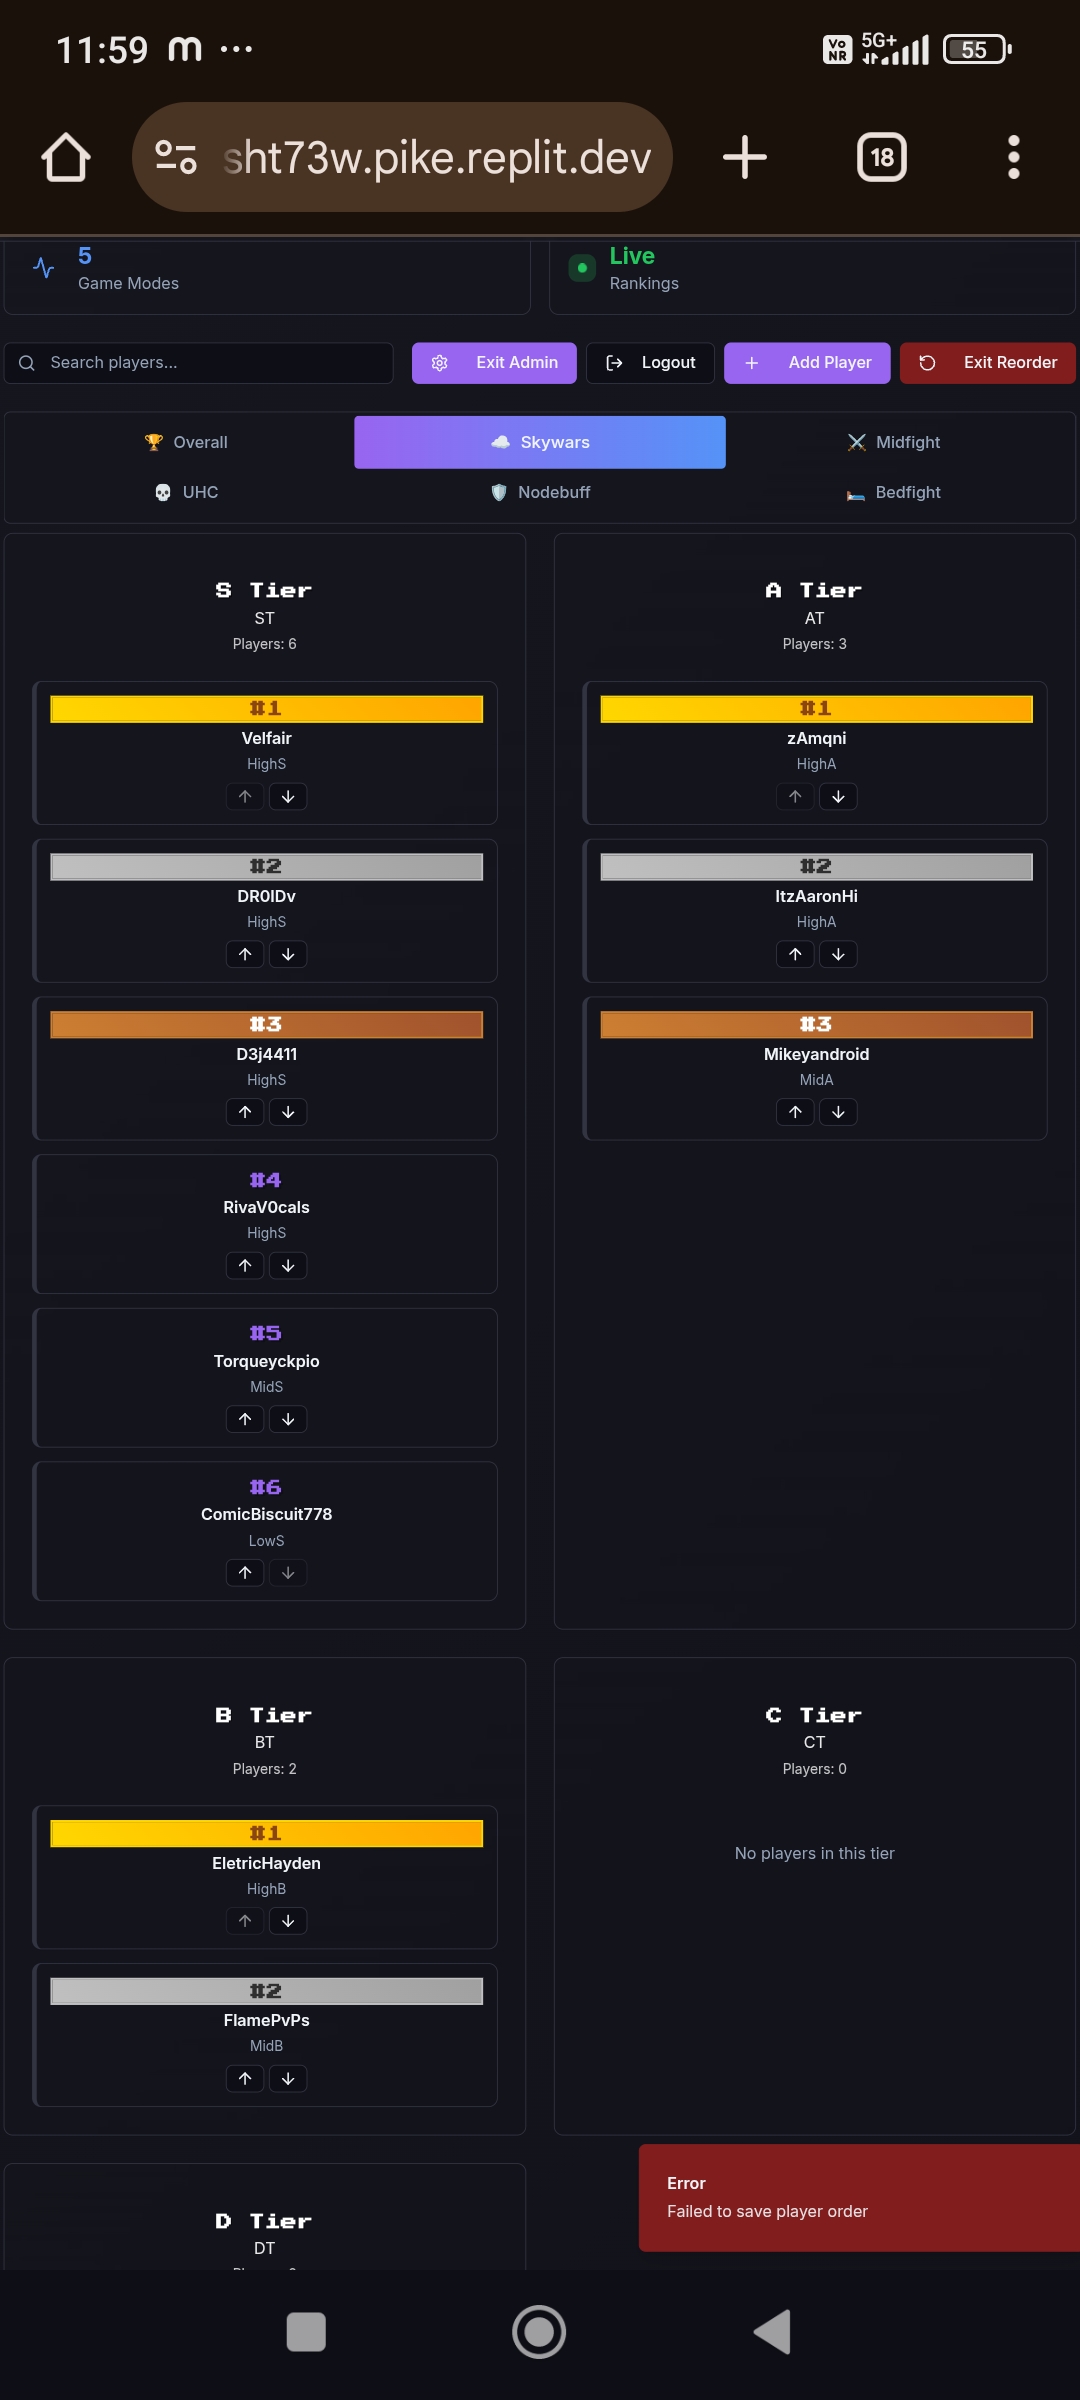 11:59 m ...
Vo NR 5G+ 55
sht73w.pike.replit.dev
18
5
Game Modes
Live
Rankings
Search players...
Exit Admin
Logout
Add Player
Exit Reorder
Overall
Skywars
Midfight
UHC
Nodebuff
Bedfight
S Tier
ST
Players: 6
#1
Velfair
HighS
#2
DR0IDv
HighS
#3
D3j4411
HighS
#4
RivaV0cals
HighS
#5
Torqueyckpio
MidS
#6
ComicBiscuit778
LowS
A Tier
AT
Players: 3
#1
zAmqni
HighA
#2
ItzAaronHi
HighA
#3
Mikeyandroid
MidA
B Tier
BT
Players: 2
#1
EletricHayden
HighB
#2
FlamePvPs
MidB
C Tier
CT
Players: 0
No players in this tier
D Tier
DT
Error
Failed to save player order